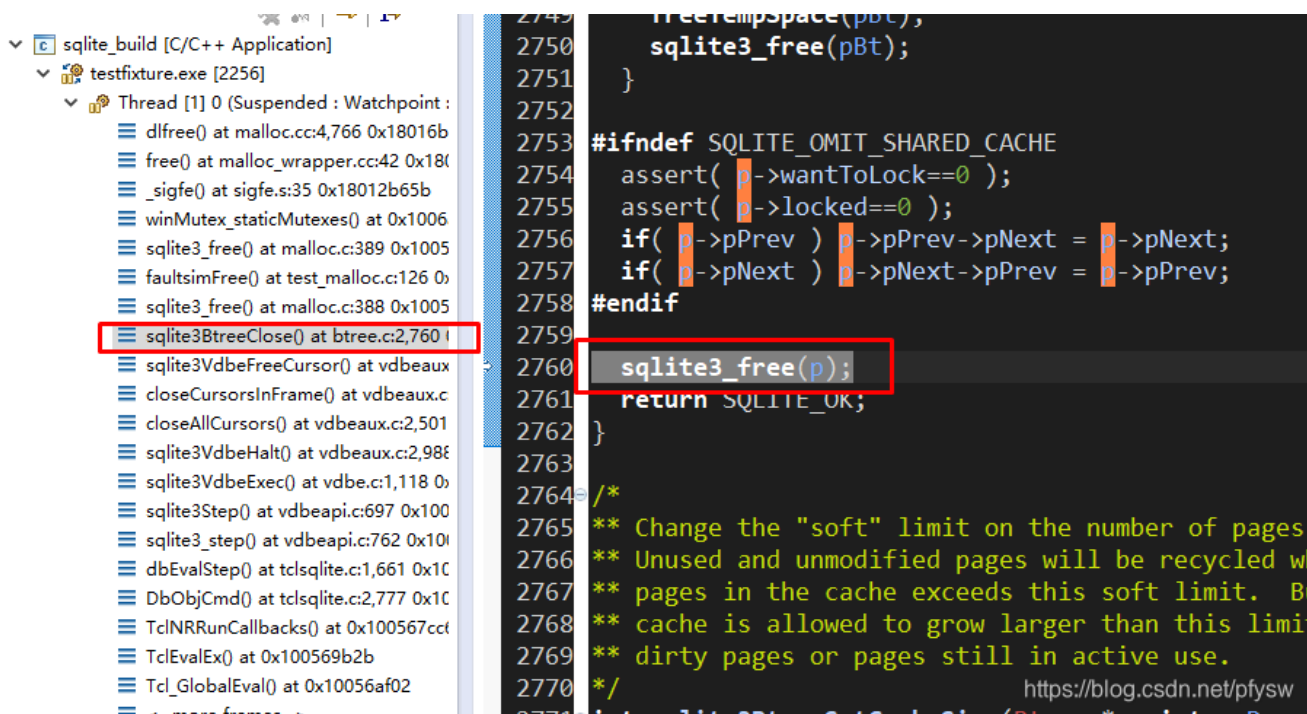 sqlite_build [C/C++ Application]
testfixture.exe [2256]
Thread [1] 0 (Suspended : Watchpoint :
dlfree() at malloc.cc:4,766 0x18016b
free() at malloc_wrapper.cc:42 0x180
_sigfe() at sigfe.s:35 0x18012b65b
winMutex_staticMutexes() at 0x1006
sqlite3_free() at malloc.c:389 0x1005
faultsimFree() at test_malloc.c:126 0x
sqlite3_free() at malloc.c:388 0x1005
sqlite3BtreeClose() at btree.c:2,760
sqlite3VdbeFreeCursor() at vdbeaux
closeCursorsInFrame() at vdbeaux.c
closeAllCursors() at vdbeaux.c:2,501
sqlite3VdbeHalt() at vdbeaux.c:2,988
sqlite3VdbeExec() at vdbe.c:1,118 0x
sqlite3Step() at vdbeapi.c:697 0x100
sqlite3_step() at vdbeapi.c:762 0x10
dbEvalStep() at tclsqlite.c:1,661 0x10
DbObjCmd() at tclsqlite.c:2,777 0x10
TclNRRunCallbacks() at 0x100567cc6
TclEvalEx() at 0x100569b2b
Tcl_GlobalEval() at 0x10056af02
2749 freeTempSpace(pBt);
2750 sqlite3_free(pBt);
2751 }
2752
2753 #ifndef SQLITE_OMIT_SHARED_CACHE
2754 assert( p->wantToLock==0 );
2755 assert( p->locked==0 );
2756 if( p->pPrev ) p->pPrev->pNext = p->pNext;
2757 if( p->pNext ) p->pNext->pPrev = p->pPrev;
2758 #endif
2759
2760 sqlite3_free(p);
2761 return SQLITE_OK;
2762 }
2763
2764 /*
2765 ** Change the "soft" limit on the number of pages
2766 ** Unused and unmodified pages will be recycled w
2767 ** pages in the cache exceeds this soft limit. B
2768 ** cache is allowed to grow larger than this limi
2769 ** dirty pages or pages still in active use.
2770 */
https://blog.csdn.net/pfysw